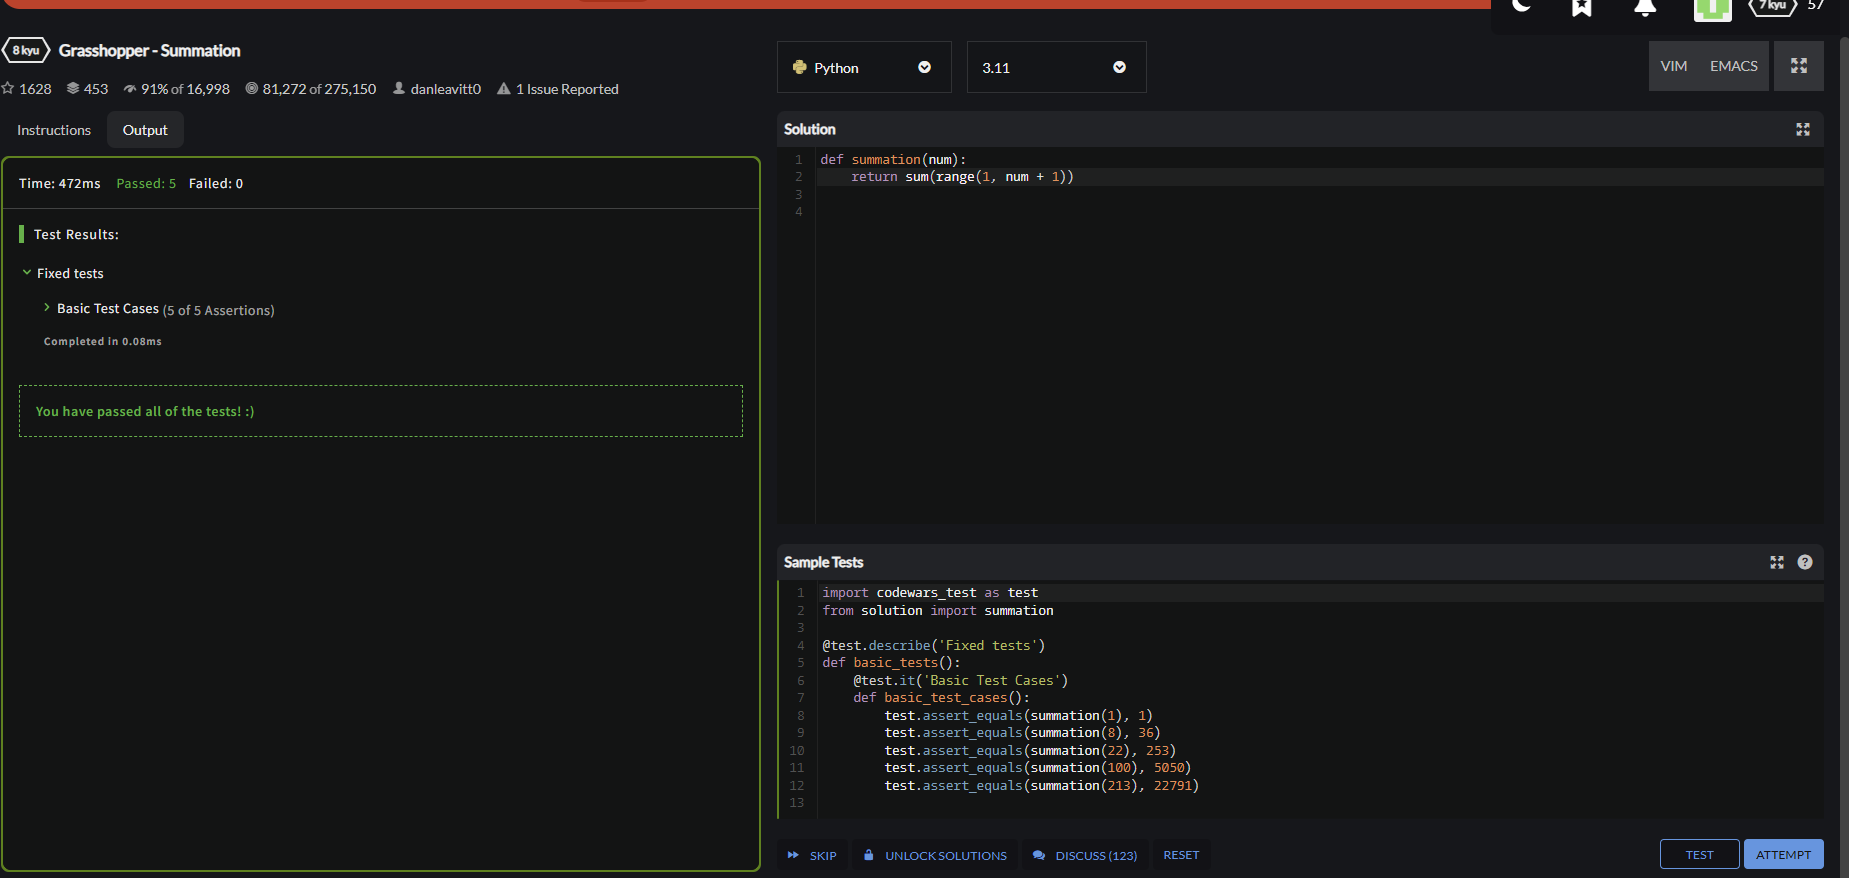 7 kyu 57
8 kyu Grasshopper - Summation
1628 453 91% of 16,998 81,272 of 275,150 danleavitt0 1 Issue Reported
Instructions Output
Time: 472ms Passed: 5 Failed: 0
Test Results:
Fixed tests
Basic Test Cases (5 of 5 Assertions)
Completed in 0.08ms
You have passed all of the tests! :)
Python 3.11 VIM EMACS
Solution
1 def summation(num):
2     return sum(range(1, num + 1))
3
4
Sample Tests
1 import codewars_test as test
2 from solution import summation
3
4 @test.describe('Fixed tests')
5 def basic_tests():
6     @test.it('Basic Test Cases')
7     def basic_test_cases():
8         test.assert_equals(summation(1), 1)
9         test.assert_equals(summation(8), 36)
10         test.assert_equals(summation(22), 253)
11         test.assert_equals(summation(100), 5050)
12         test.assert_equals(summation(213), 22791)
13
SKIP UNLOCK SOLUTIONS DISCUSS (123) RESET TEST ATTEMPT